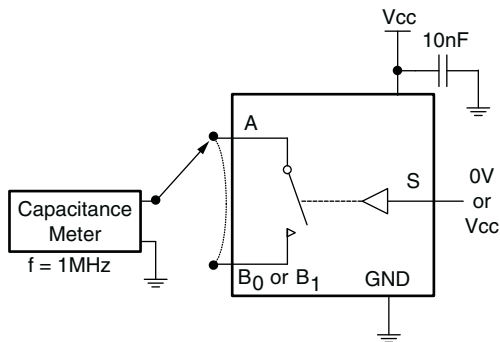 Vcc
10nF
A
S
0V
or
Vcc
Capacitance
Meter
f = 1MHz
B0 or B1
GND